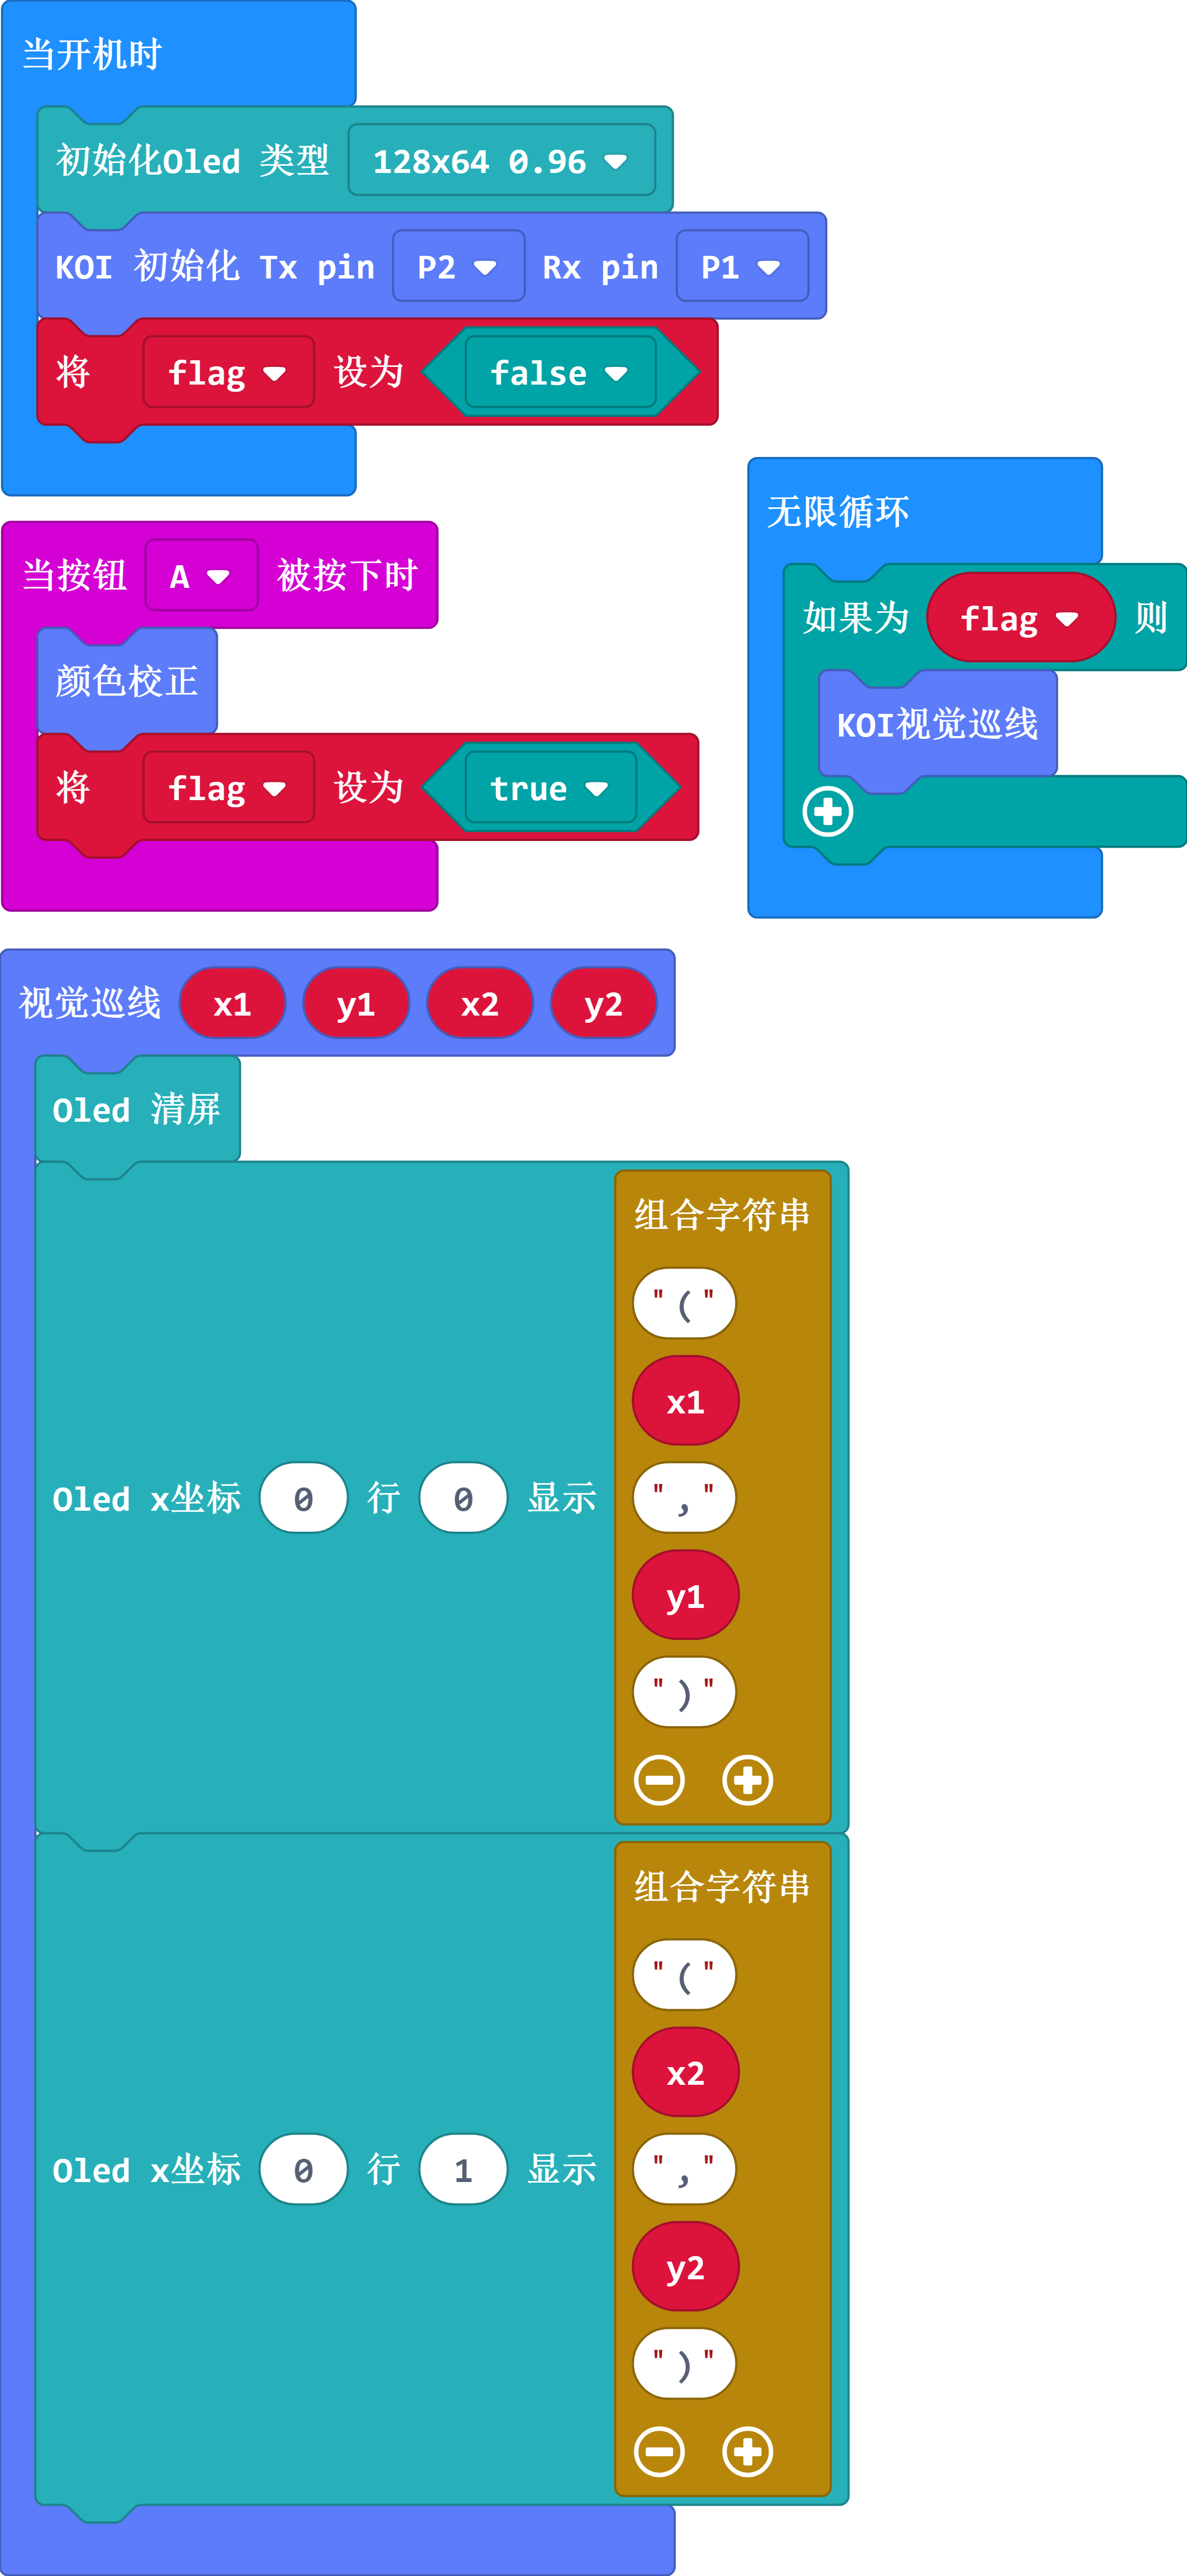 当开机时
初始化Oled 类型 128x64 0.96
KOI 初始化 Tx pin P2 Rx pin P1
将 flag 设为 false
无限循环
如果为 flag 则
KOI视觉巡线
当按钮 A 被按下时
颜色校正
将 flag 设为 true
视觉巡线 x1 y1 x2 y2
Oled 清屏
Oled x坐标 0 行 0 显示
组合字符串
"("
x1
","
y1
")"
Oled x坐标 0 行 1 显示
组合字符串
"("
x2
","
y2
")"